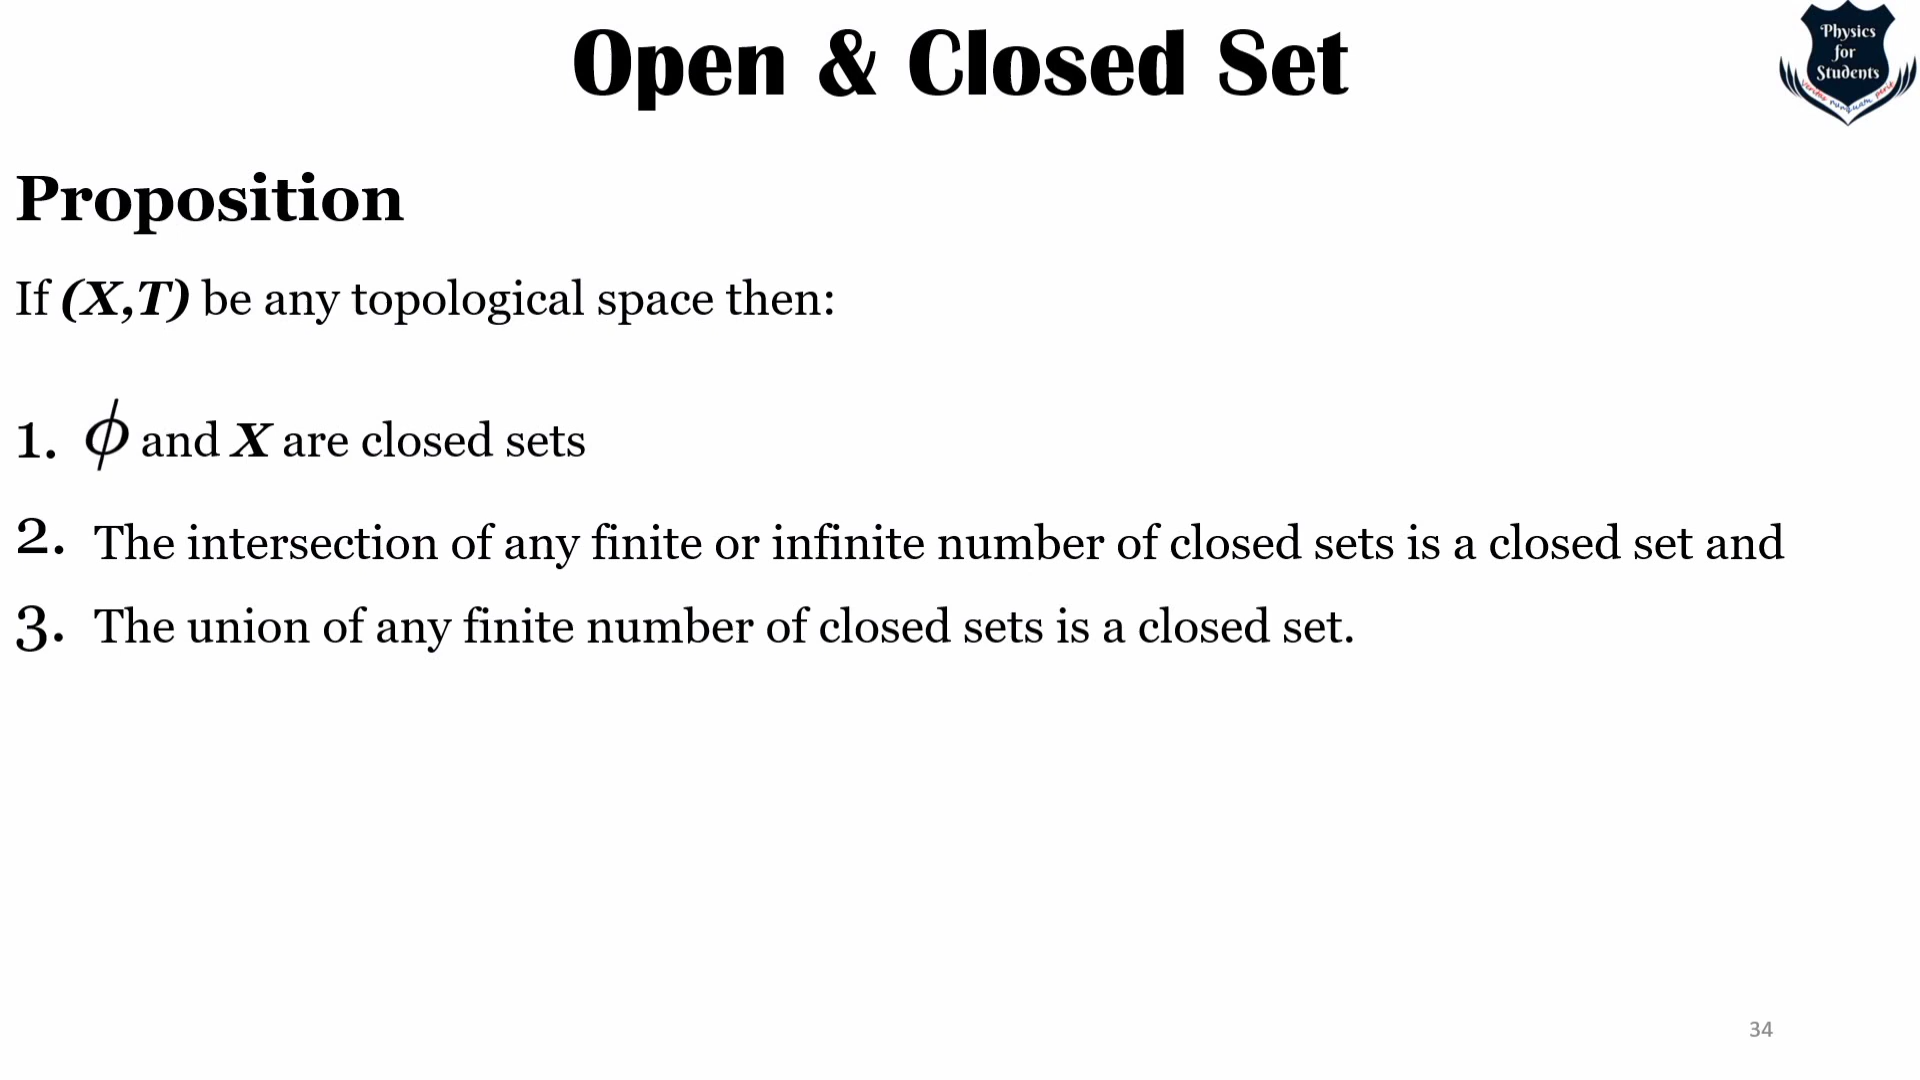 Open & Closed Set
Physics
for
Students
Proposition
If (X,T) be any topological space then:
1. ϕ and X are closed sets
2. The intersection of any finite or infinite number of closed sets is a closed set and
3. The union of any finite number of closed sets is a closed set.
34